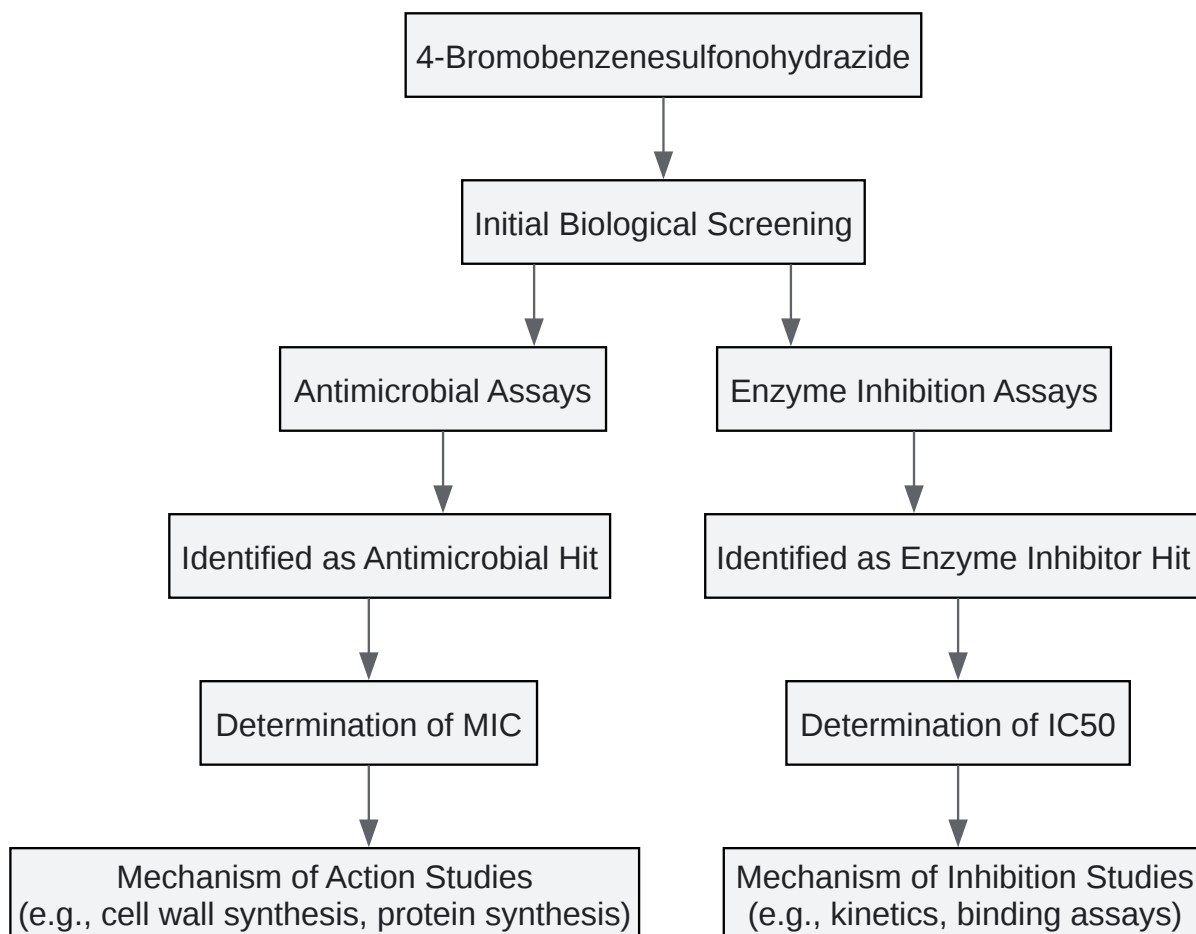 4-Bromobenzenesulfonohydrazide
Initial Biological Screening
Antimicrobial Assays
Enzyme Inhibition Assays
Identified as Antimicrobial Hit
Identified as Enzyme Inhibitor Hit
Determination of MIC
Determination of IC50
Mechanism of Action Studies
(e.g., cell wall synthesis, protein synthesis)
Mechanism of Inhibition Studies
(e.g., kinetics, binding assays)